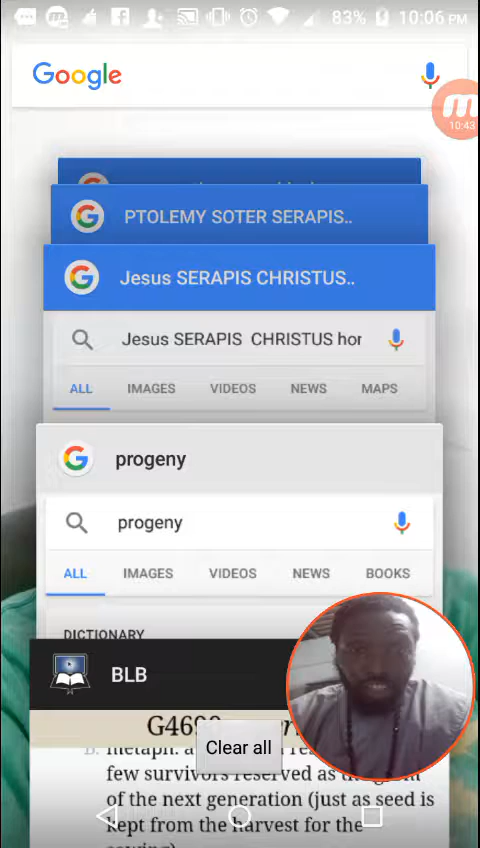 83% 10:06 PM
Google
10:43
PTOLEMY SOTER SERAPIS..
Jesus SERAPIS CHRISTUS..
Jesus SERAPIS CHRISTUS hor
ALL IMAGES VIDEOS NEWS MAPS
progeny
progeny
ALL IMAGES VIDEOS NEWS BOOKS
DICTIONARY
BLB
Clear all
few survivors reserved as the
of the next generation (just as seed is
kept from the harvest for the